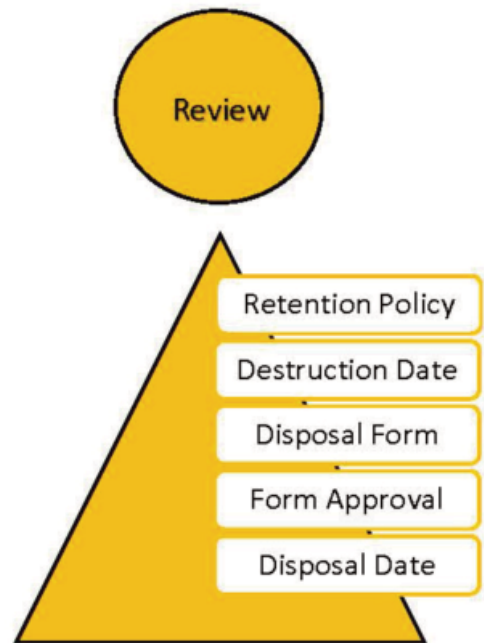 Review
Retention Policy
Destruction Date
Disposal Form
Form Approval
Disposal Date